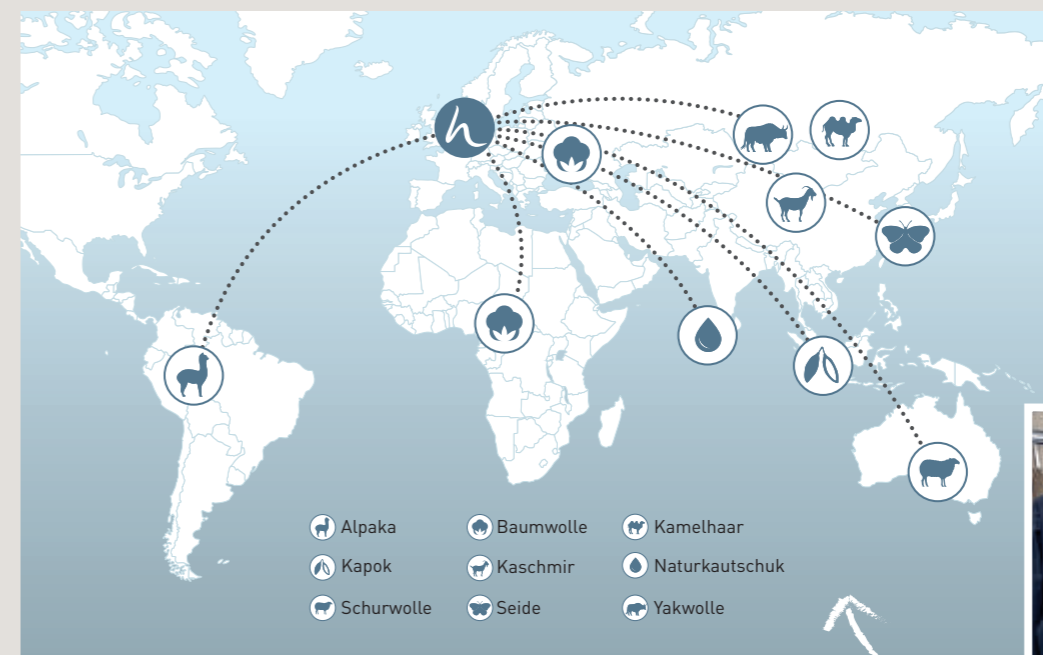 h
Alpaka
Baumwolle
Kamelhaar
Kapok
Kaschmir
Naturkautschuk
Schurwolle
Seide
Yakwolle